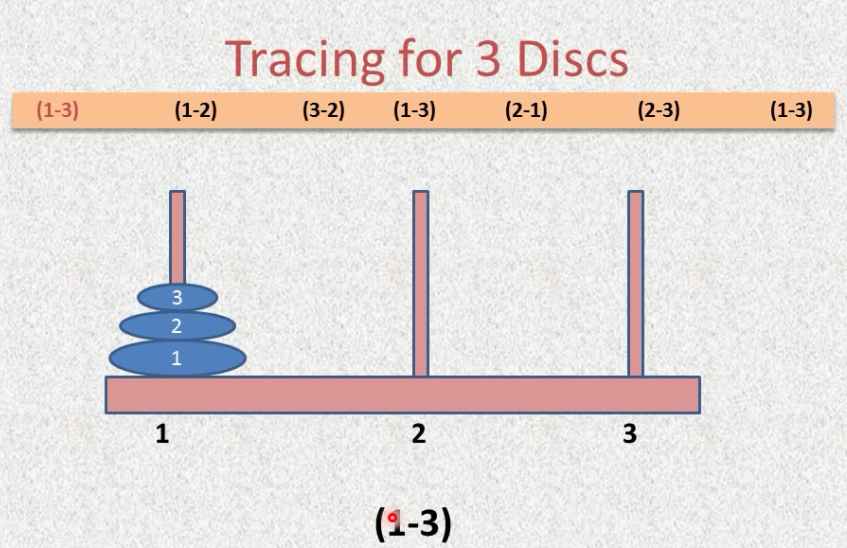 Tracing for 3 Discs
(1-3) (1-2) (3-2) (1-3) (2-1) (2-3) (1-3)
3
2
1
1 2 3
(1-3)